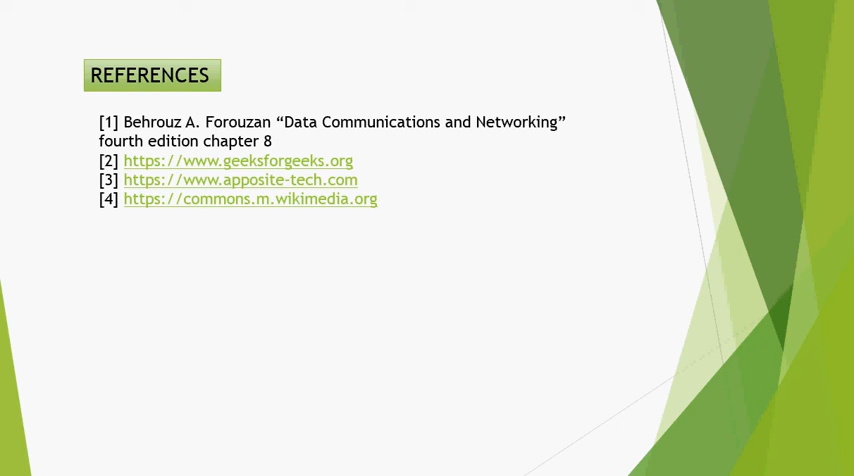 REFERENCES
[1] Behrouz A. Forouzan “Data Communications and Networking”
fourth edition chapter 8
[2] https://www.geeksforgeeks.org
[3] https://www.apposite-tech.com
[4] https://commons.m.wikimedia.org